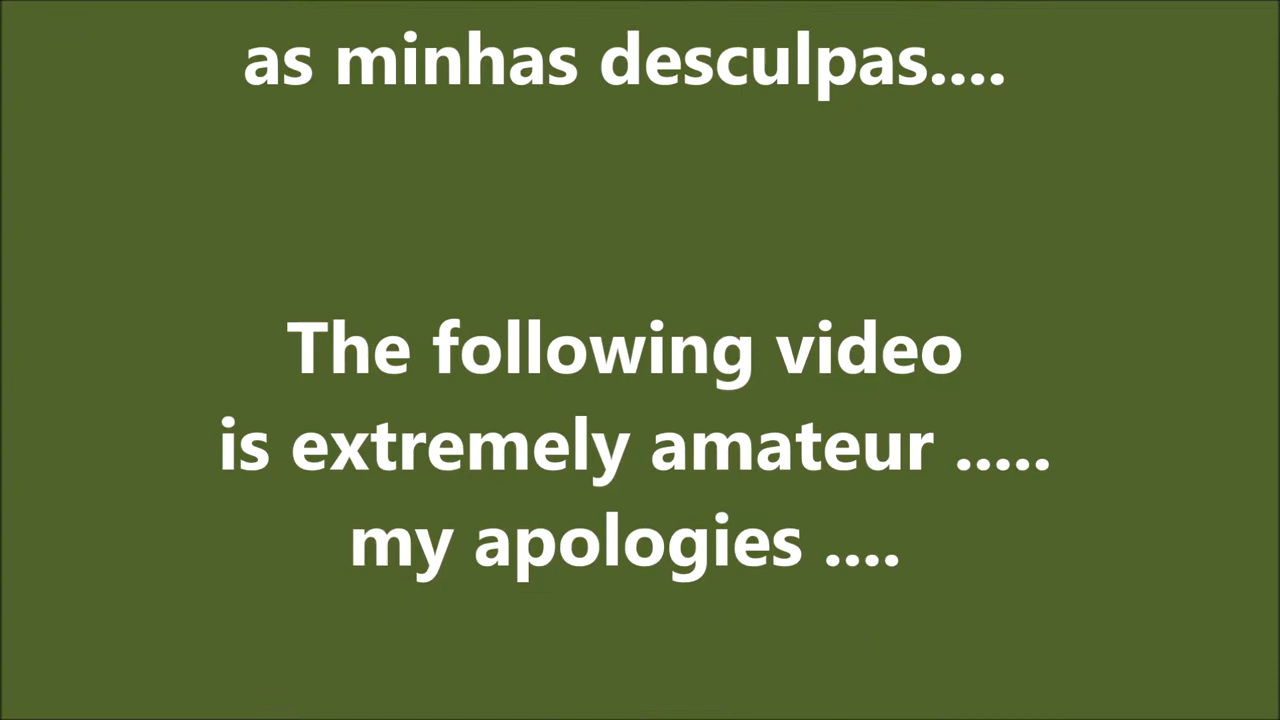 as minhas desculpas....
The following video
is extremely amateur .....
my apologies ....